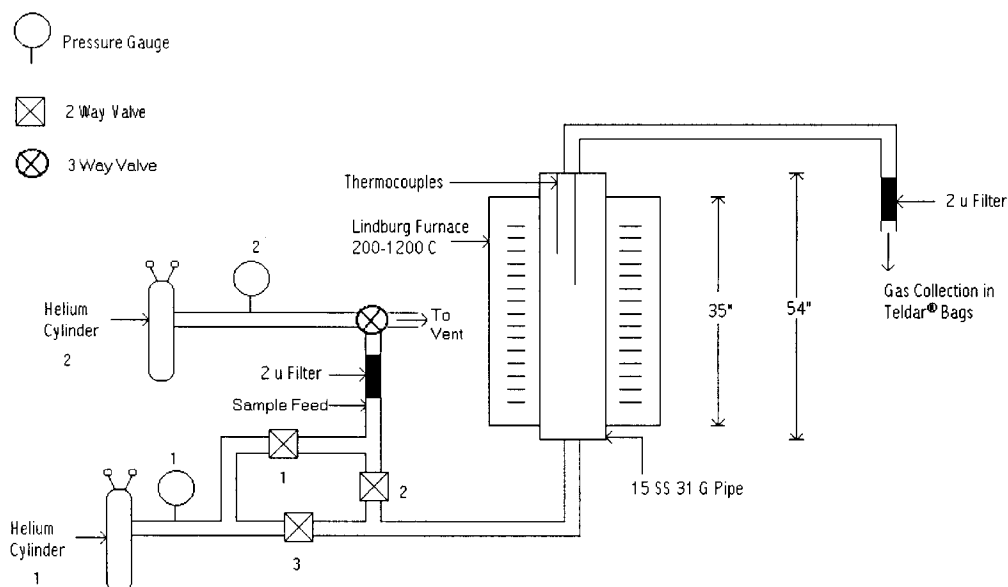 Pressure Gauge
2 Way Valve
3 Way Valve
Thermocouples
Lindburg Furnace
200-1200 C
2 u Filter
Gas Collection in
Teldar® Bags
35"
54"
2
Helium
Cylinder
2
To
Vent
2 u Filter
Sample Feed
1
1
2
15 SS 31 G Pipe
Helium
Cylinder
1
3